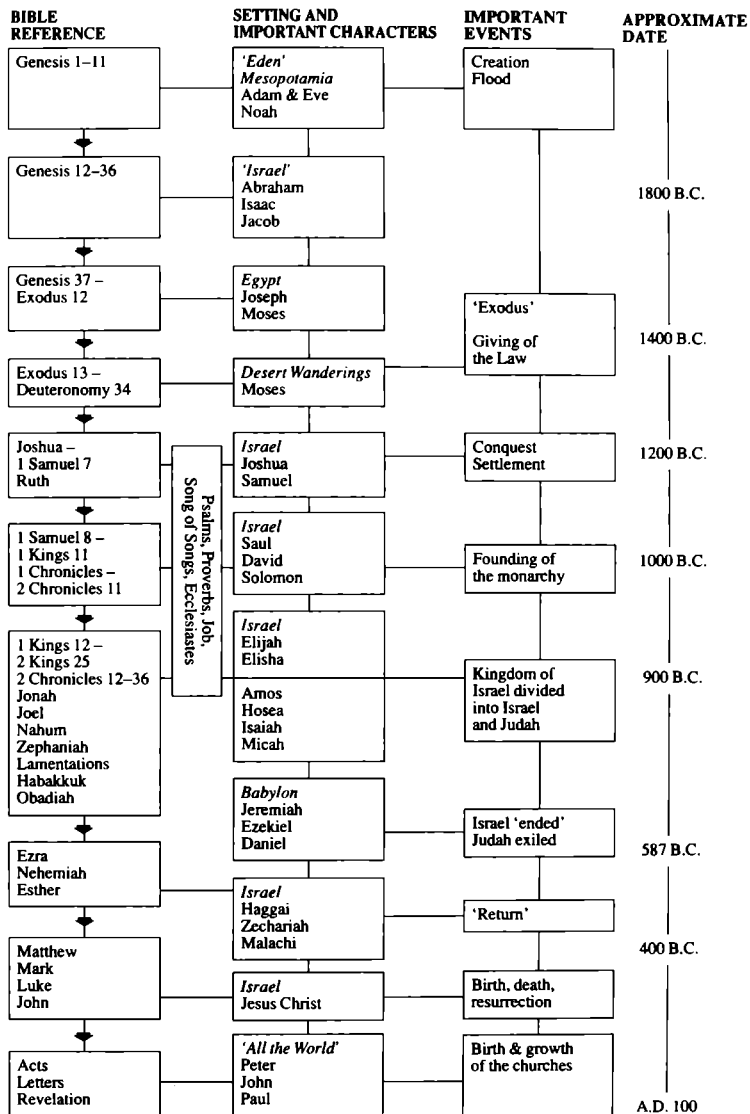 BIBLE
REFERENCE
SETTING AND
IMPORTANT CHARACTERS
IMPORTANT
EVENTS
APPROXIMATE
DATE
Genesis 1–11
'Eden'
Mesopotamia
Adam & Eve
Noah
Creation
Flood
Genesis 12–36
'Israel'
Abraham
Isaac
Jacob
1800 B.C.
Genesis 37 –
Exodus 12
Egypt
Joseph
Moses
'Exodus'
Giving of
the Law
1400 B.C.
Exodus 13 –
Deuteronomy 34
Desert Wanderings
Moses
Joshua –
1 Samuel 7
Ruth
Psalms, Proverbs, Job,
Song of Songs, Ecclesiastes
Israel
Joshua
Samuel
Conquest
Settlement
1200 B.C.
1 Samuel 8 –
1 Kings 11
1 Chronicles –
2 Chronicles 11
Israel
Saul
David
Solomon
Founding of
the monarchy
1000 B.C.
1 Kings 12 –
2 Kings 25
2 Chronicles 12–36
Jonah
Joel
Nahum
Zephaniah
Lamentations
Habakkuk
Obadiah
Israel
Elijah
Elisha
Amos
Hosea
Isaiah
Micah
Kingdom of
Israel divided
into Israel
and Judah
900 B.C.
Babylon
Jeremiah
Ezekiel
Daniel
Israel 'ended'
Judah exiled
587 B.C.
Ezra
Nehemiah
Esther
Israel
Haggai
Zechariah
Malachi
'Return'
400 B.C.
Matthew
Mark
Luke
John
Israel
Jesus Christ
Birth, death,
resurrection
Acts
Letters
Revelation
'All the World'
Peter
John
Paul
Birth & growth
of the churches
A.D. 100